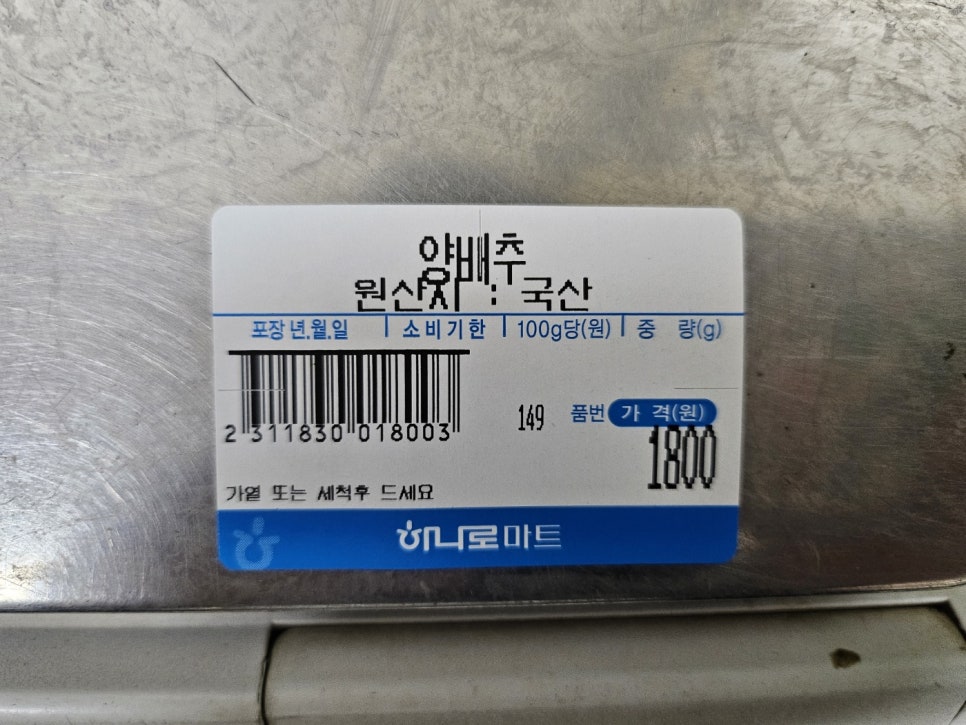 양배추
원산지 : 국산
포장년.월.일 소비기한 100g당(원) 중 량(g)
2 311830 018003
149 품번 가 격(원)
1800
가열 또는 세척후 드세요
하나로마트